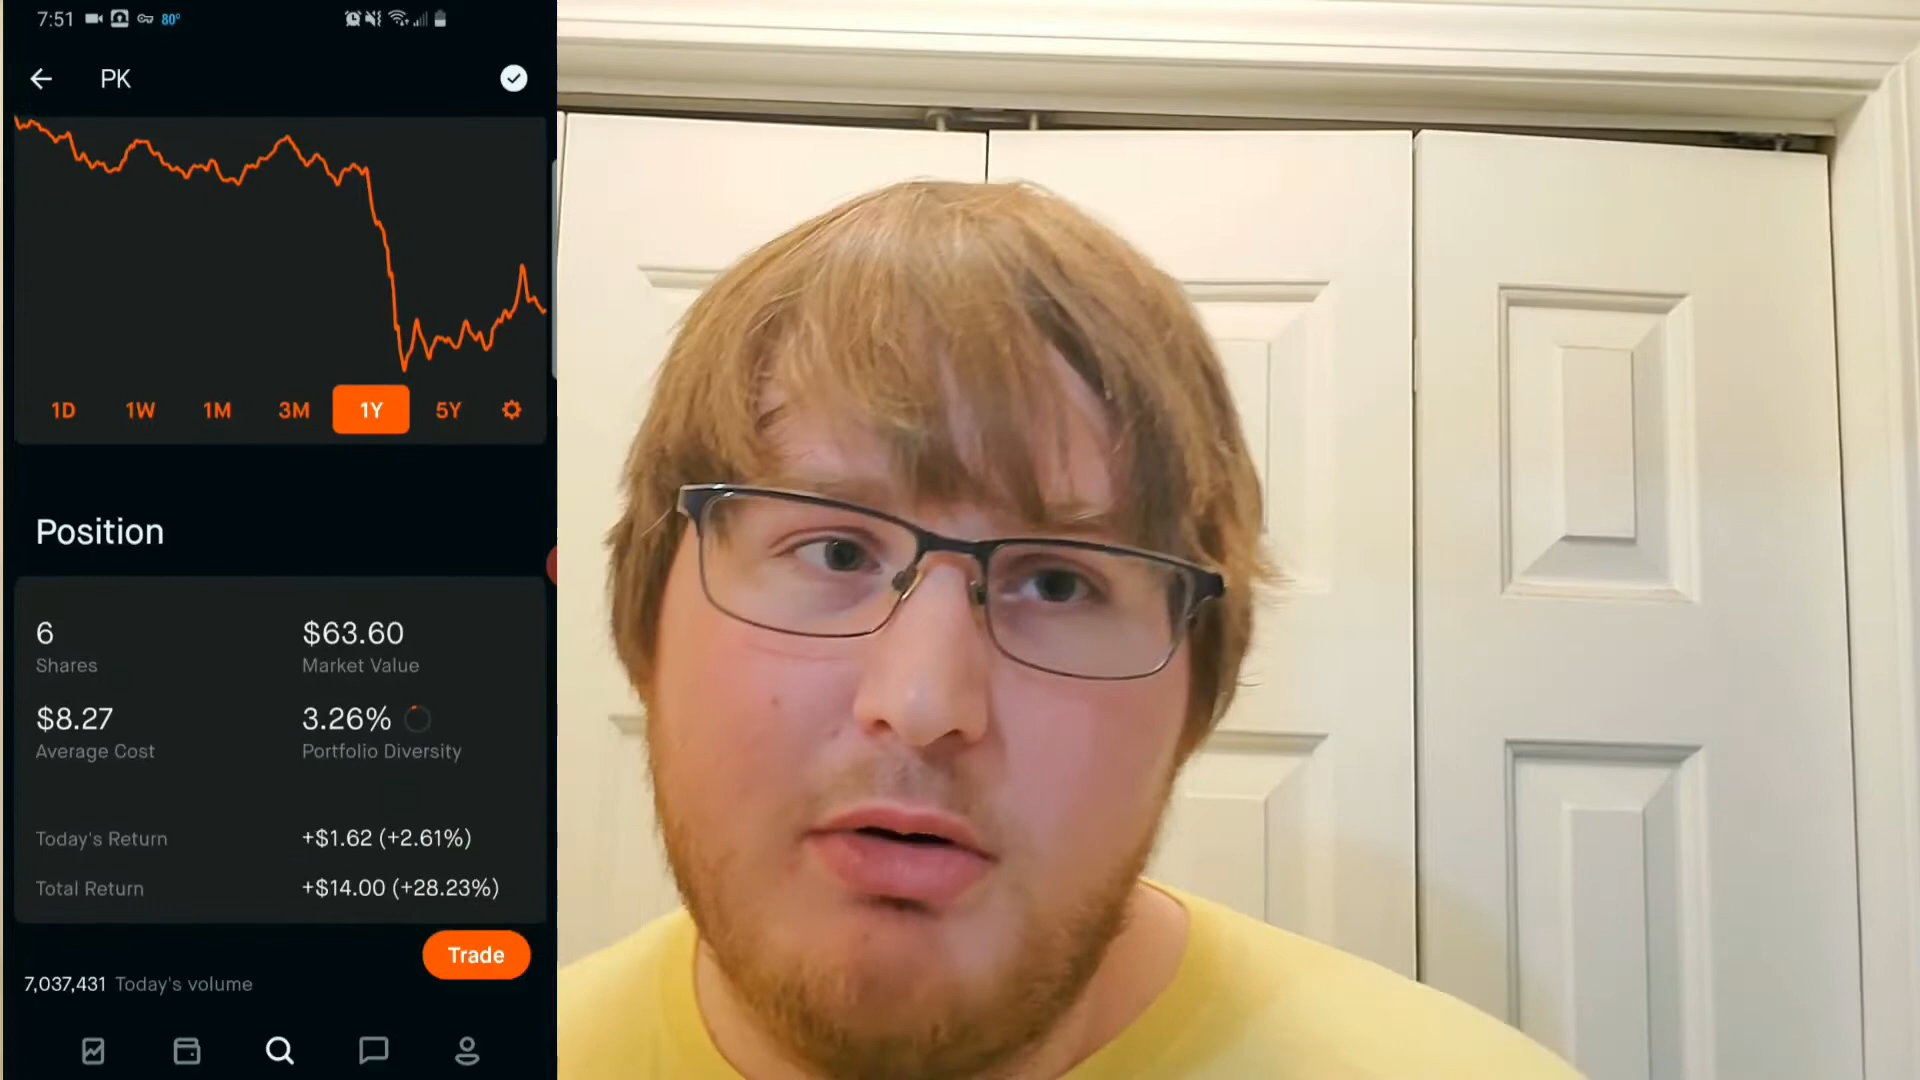 7:51 80°
PK
1D 1W 1M 3M 1Y 5Y
Position
6 $63.60
Shares Market Value
$8.27 3.26%
Average Cost Portfolio Diversity
Today's Return +$1.62 (+2.61%)
Total Return +$14.00 (+28.23%)
Trade
7,037,431 Today's volume